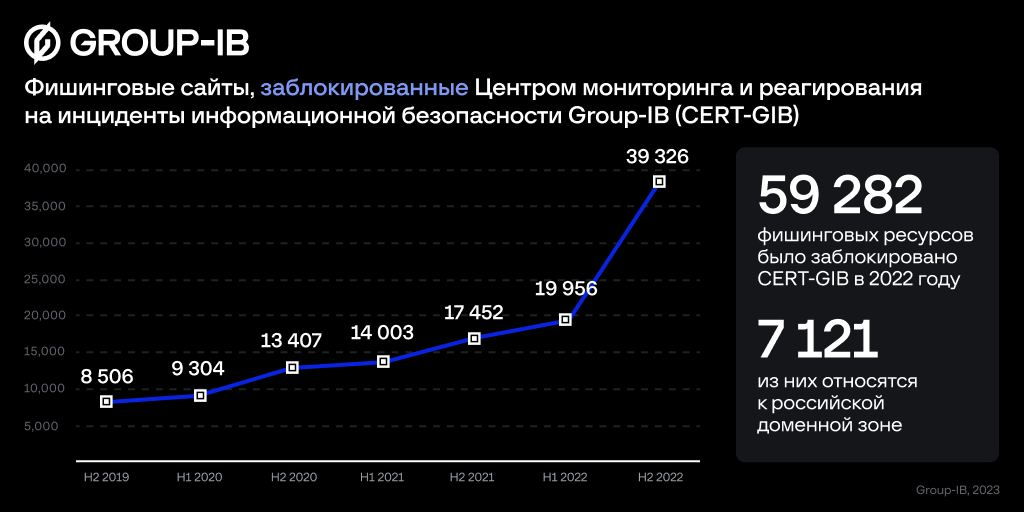 GROUP-IB
Фишинговые сайты, заблокированные Центром мониторинга и реагирования
на инциденты информационной безопасности Group-IB (CERT-GIB)
40,000
35,000
30,000
25,000
20,000
15,000
10,000
5,000
8 506
9 304
13 407
14 003
17 452
19 956
39 326
H2 2019
H1 2020
H2 2020
H1 2021
H2 2021
H1 2022
H2 2022
59 282
фишинговых ресурсов
было заблокировано
CERT-GIB в 2022 году
7 121
из них относятся
к российской
доменной зоне
Group-IB, 2023